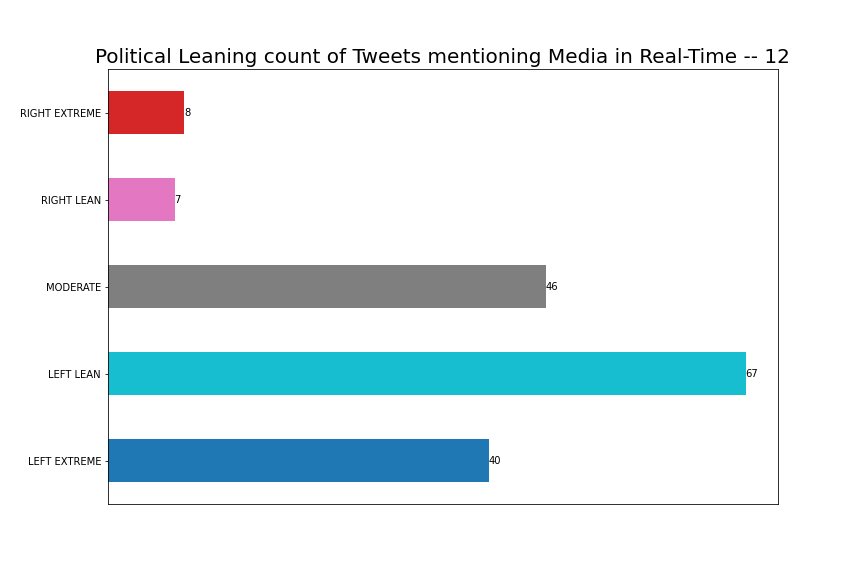 Political Leaning count of Tweets mentioning Media in Real-Time -- 12
RIGHT EXTREME 8
RIGHT LEAN 7
MODERATE 46
LEFT LEAN 67
LEFT EXTREME 40